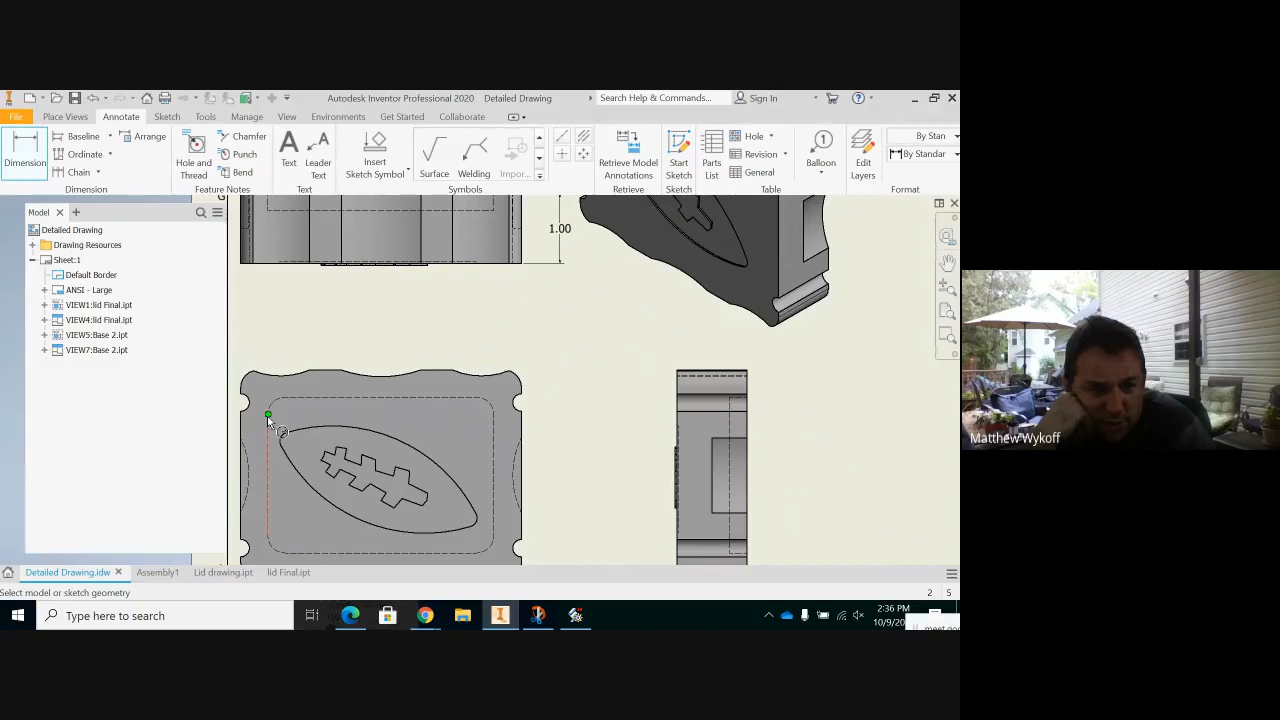 Autodesk Inventor Professional 2020 Detailed Drawing
Search Help & Commands...
Sign In
File Place Views Annotate Sketch Tools Manage View Environments Get Started Collaborate
Dimension
Baseline
Ordinate
Chain
Arrange
Dimension
Hole and Thread
Chamfer
Punch
Bend
Feature Notes
Text
Leader Text
Text
Insert Sketch Symbol
Surface
Welding
Impor...
Symbols
Retrieve Model Annotations
Retrieve
Start Sketch
Sketch
Parts List
Hole
Revision
General
Table
Balloon
Edit Layers
By Stan
By Standar
Format
Model
Detailed Drawing
Drawing Resources
Sheet:1
Default Border
ANSI - Large
VIEW1:lid Final.ipt
VIEW4:lid Final.ipt
VIEW5:Base 2.ipt
VIEW7:Base 2.ipt
1.00
Matthew Wykoff
Detailed Drawing.idw
Assembly1
Lid drawing.ipt
lid Final.ipt
Select model or sketch geometry
2 5
Type here to search
2:36 PM
10/9/20